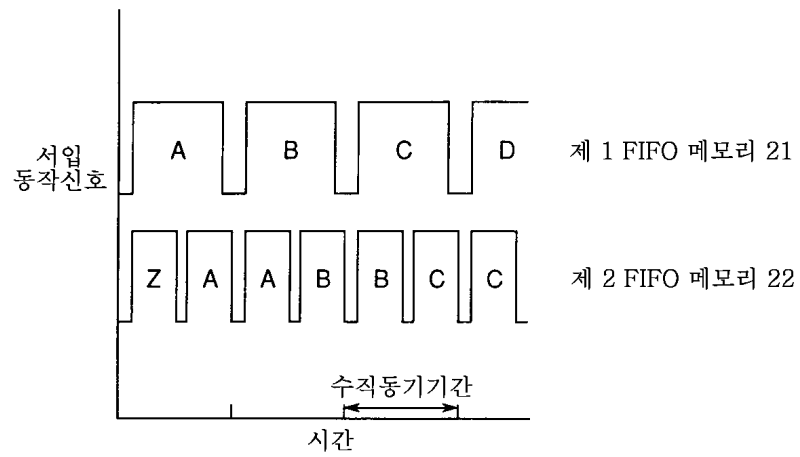 A B C D
제 1 FIFO 메모리 21
서입
동작신호
Z A A B B C C
제 2 FIFO 메모리 22
수직동기기간
시간